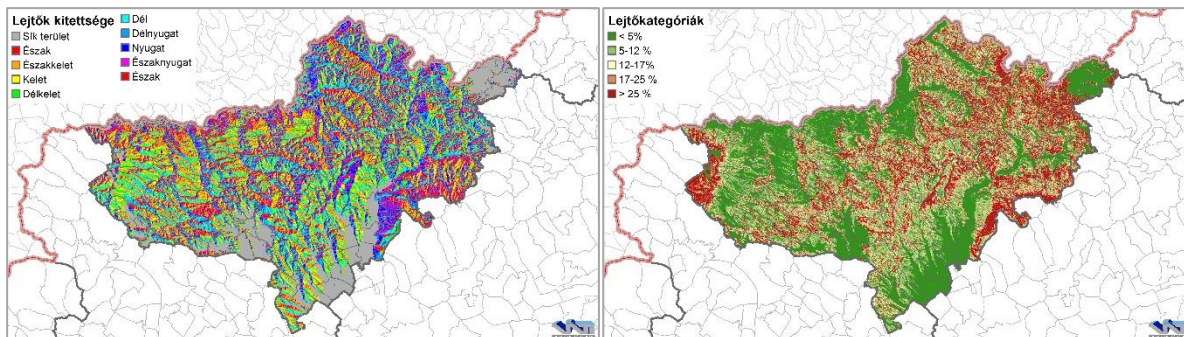 Lejtők kitettsége
Sík terület
Észak
Északkelet
Kelet
Délkelet
Dél
Délnyugat
Nyugat
Északnyugat
Észak
Lejtőkategóriák
< 5%
5-12 %
12-17%
17-25 %
> 25 %